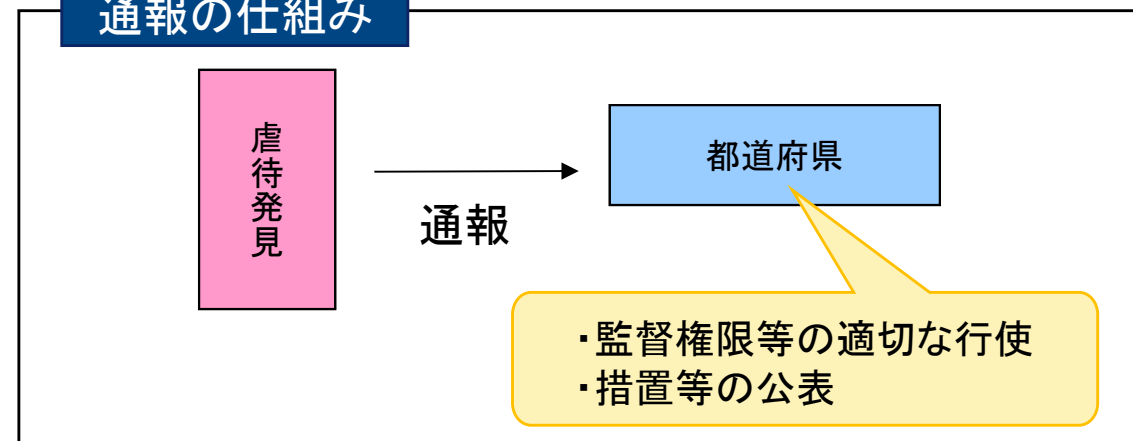 通報の仕組み
虐待発見
都道府県
通報
・監督権限等の適切な行使
・措置等の公表